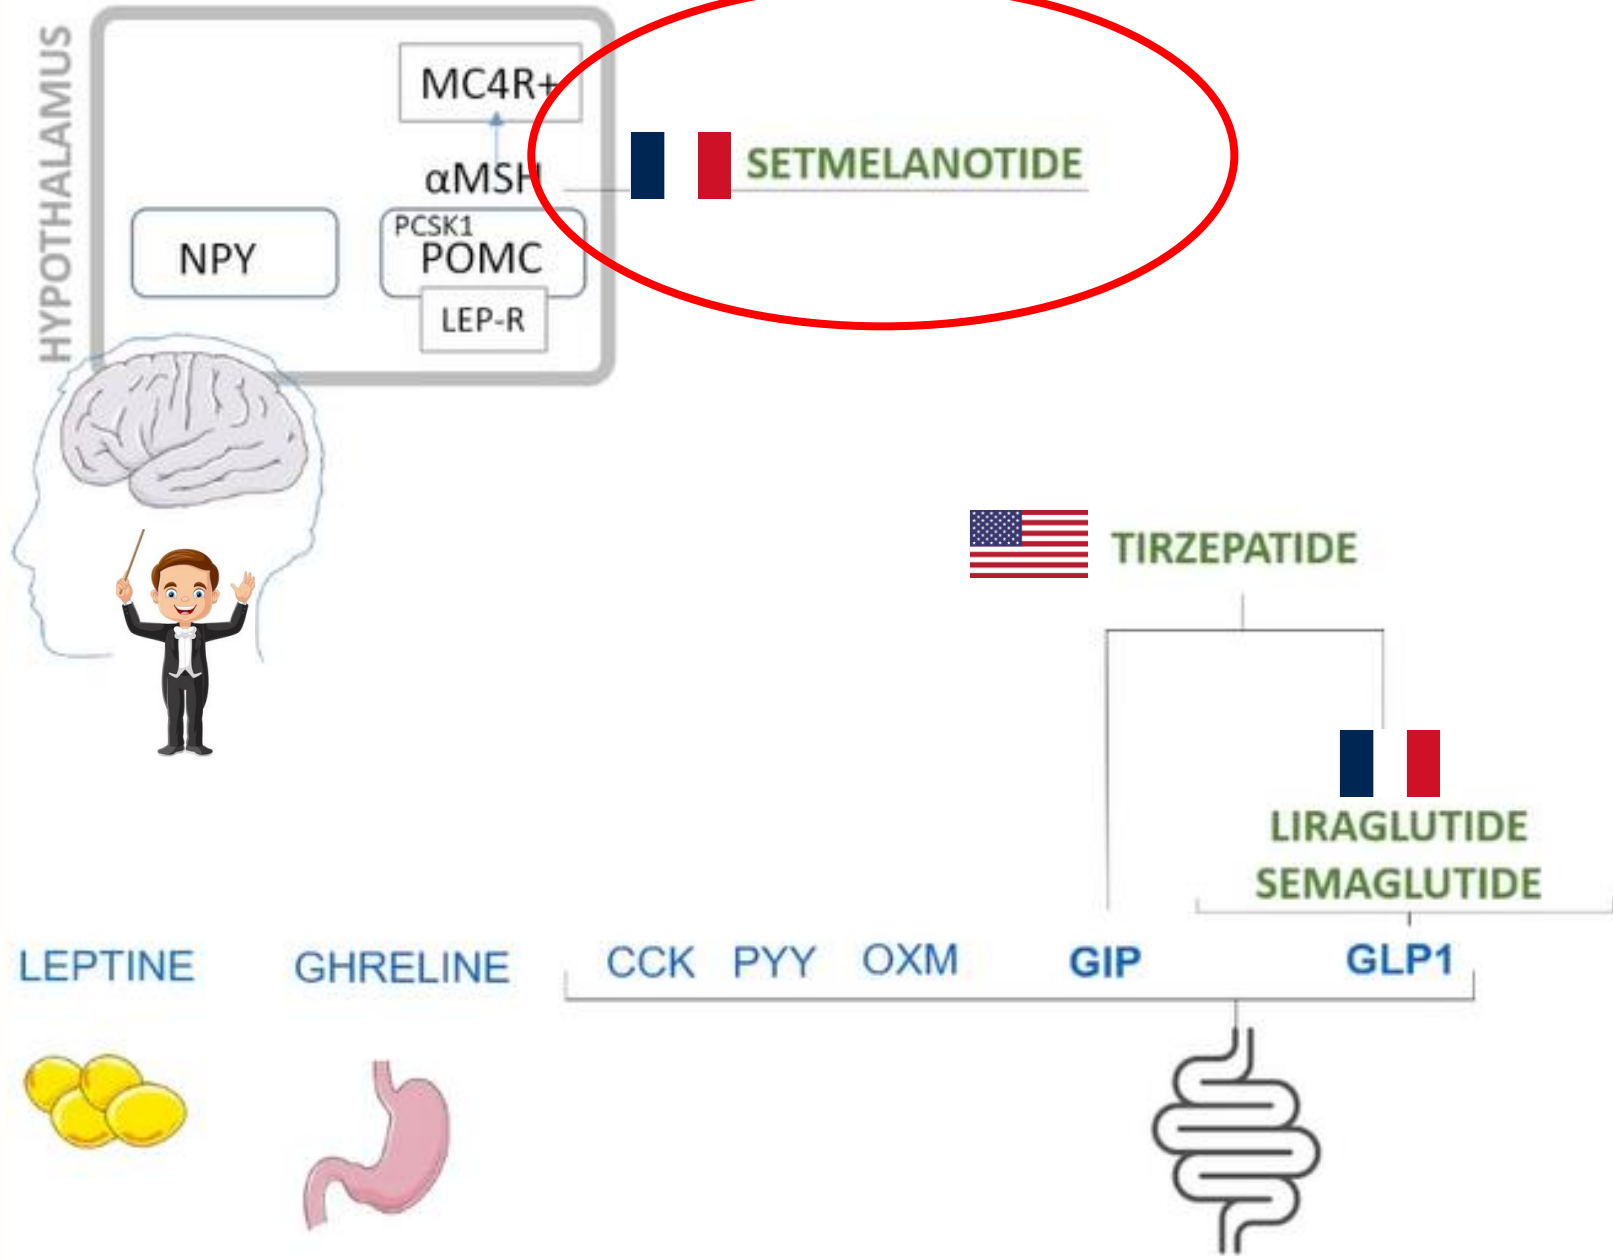 HYPOTHALAMUS
MC4R+
αMSH
SETMELANOTIDE
NPY
PCSK1
POMC
LEP-R
TIRZEPATIDE
LIRAGLUTIDE
SEMAGLUTIDE
LEPTINE GHRELINE CCK PYY OXM GIP GLP1